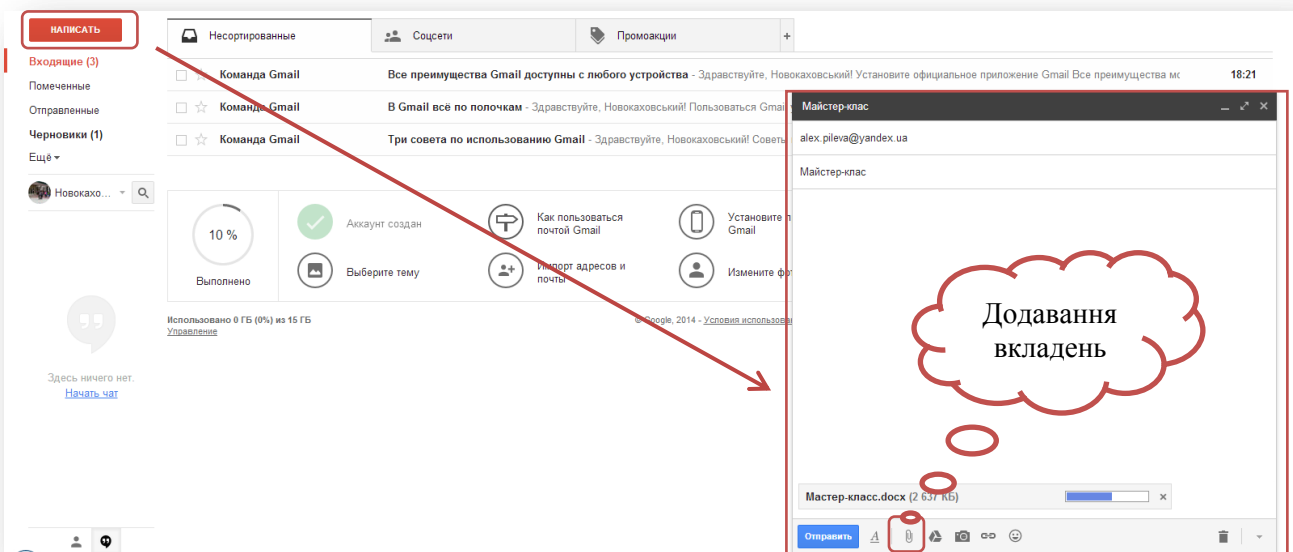 НАПИСАТЬ
Несортированные
Соцсети
Промоакции
+
Входящие (3)
Помеченные
Отправленные
Черновики (1)
Ещё
Новокахо...
Команда Gmail Все преимущества Gmail доступны с любого устройства - Здравствуйте, Новокаховський! Установите официальное приложение Gmail Все преимущества мо 18:21
Команда Gmail В Gmail всё по полочкам - Здравствуйте, Новокаховський! Пользоваться Gmai
Команда Gmail Три совета по использованию Gmail - Здравствуйте, Новокаховський! Советы
10 %
Выполнено
Аккаунт создан
Как пользоваться
почтой Gmail
Установите п
Gmail
Выберите тему
Импорт адресов и
почты
Измените фот
Использовано 0 ГБ (0%) из 15 ГБ
Управление
© Google, 2014 - Условия использова
Здесь ничего нет.
Начать чат
Майстер-клас
alex.pileva@yandex.ua
Майстер-клас
Додавання
вкладень
Мастер-класс.docx (2 637 КБ)
Отправить